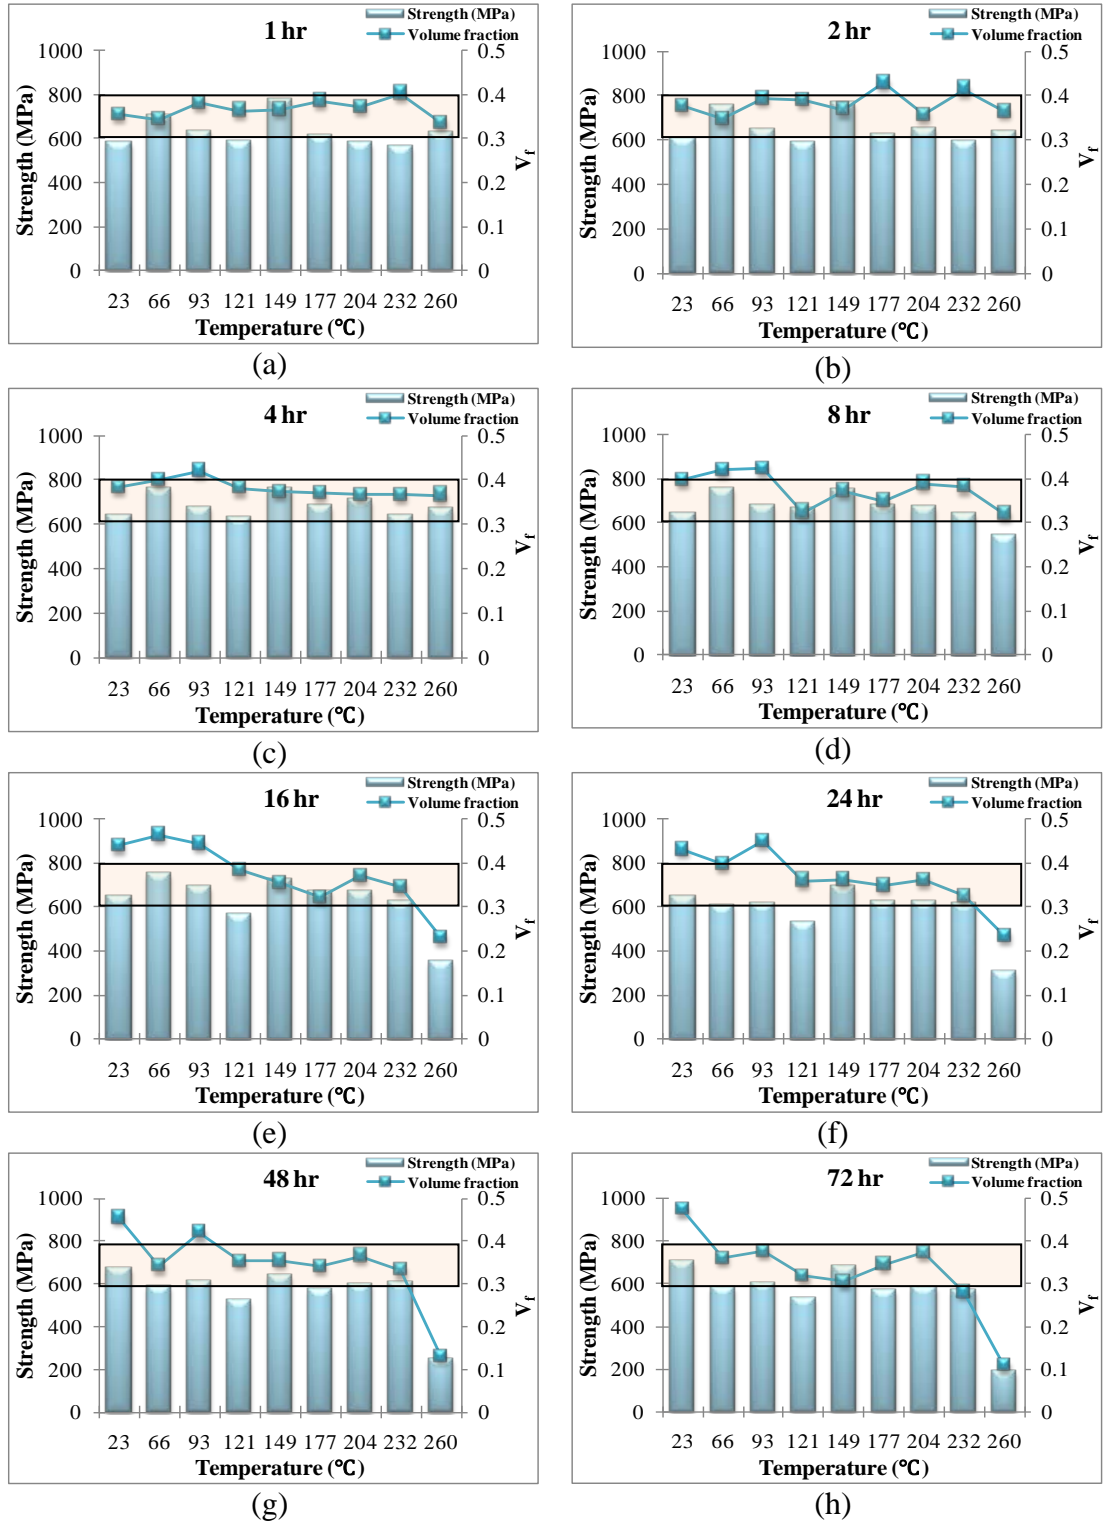 1 hr
Strength (MPa)
Volume fraction
1000
800
600
400
200
0
Strength (MPa)
0.5
0.4
0.3
0.2
0.1
0
Vf
23 66 93 121 149 177 204 232 260
Temperature (℃)
(a)
2 hr
Strength (MPa)
Volume fraction
1000
800
600
400
200
0
Strength (MPa)
0.5
0.4
0.3
0.2
0.1
0
Vf
23 66 93 121 149 177 204 232 260
Temperature (℃)
(b)
4 hr
Strength (MPa)
Volume fraction
1000
800
600
400
200
0
Strength (MPa)
0.5
0.4
0.3
0.2
0.1
0
Vf
23 66 93 121 149 177 204 232 260
Temperature (℃)
(c)
8 hr
Strength (MPa)
Volume fraction
1000
800
600
400
200
0
Strength (MPa)
0.5
0.4
0.3
0.2
0.1
0
Vf
23 66 93 121 149 177 204 232 260
Temperature (℃)
(d)
16 hr
Strength (MPa)
Volume fraction
1000
800
600
400
200
0
Strength (MPa)
0.5
0.4
0.3
0.2
0.1
0
Vf
23 66 93 121 149 177 204 232 260
Temperature (℃)
(e)
24 hr
Strength (MPa)
Volume fraction
1000
800
600
400
200
0
Strength (MPa)
0.5
0.4
0.3
0.2
0.1
0
Vf
23 66 93 121 149 177 204 232 260
Temperature (℃)
(f)
48 hr
Strength (MPa)
Volume fraction
1000
800
600
400
200
0
Strength (MPa)
0.5
0.4
0.3
0.2
0.1
0
Vf
23 66 93 121 149 177 204 232 260
Temperature (℃)
(g)
72 hr
Strength (MPa)
Volume fraction
1000
800
600
400
200
0
Strength (MPa)
0.5
0.4
0.3
0.2
0.1
0
Vf
23 66 93 121 149 177 204 232 260
Temperature (℃)
(h)